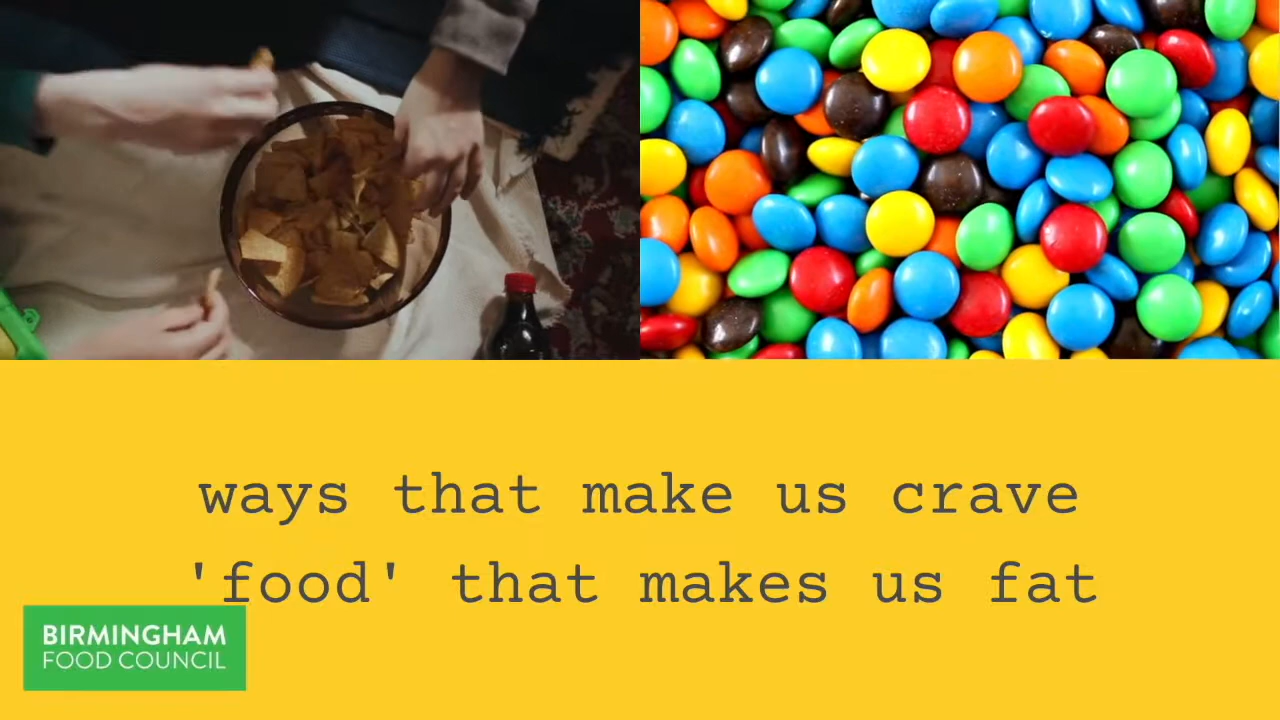 ways that make us crave
'food' that makes us fat
BIRMINGHAM
FOOD COUNCIL